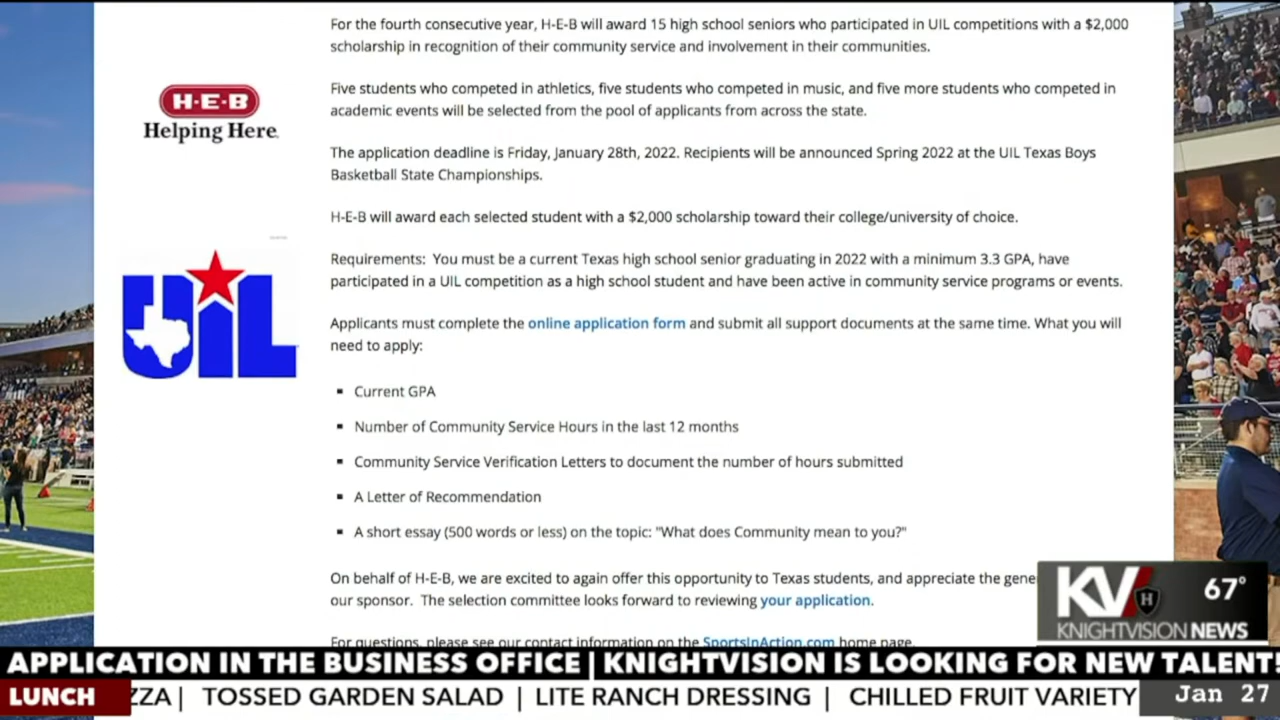 For the fourth consecutive year, H-E-B will award 15 high school seniors who participated in UIL competitions with a $2,000
scholarship in recognition of their community service and involvement in their communities.
H-E-B
Helping Here
Five students who competed in athletics, five students who competed in music, and five more students who competed in
academic events will be selected from the pool of applicants from across the state.
The application deadline is Friday, January 28th, 2022. Recipients will be announced Spring 2022 at the UIL Texas Boys
Basketball State Championships.
H-E-B will award each selected student with a $2,000 scholarship toward their college/university of choice.
UIL
Requirements: You must be a current Texas high school senior graduating in 2022 with a minimum 3.3 GPA, have
participated in a UIL competition as a high school student and have been active in community service programs or events.
Applicants must complete the online application form and submit all support documents at the same time. What you will
need to apply:
Current GPA
Number of Community Service Hours in the last 12 months
Community Service Verification Letters to document the number of hours submitted
A Letter of Recommendation
A short essay (500 words or less) on the topic: "What does Community mean to you?"
On behalf of H-E-B, we are excited to again offer this opportunity to Texas students, and appreciate the
our sponsor. The selection committee looks forward to reviewing your application.
For questions, please see our contact information on the SportsInAction.com home page.
KV H 67°
KNIGHTVISION NEWS
APPLICATION IN THE BUSINESS OFFICE | KNIGHTVISION IS LOOKING FOR NEW TALENT!
LUNCH ZZA | TOSSED GARDEN SALAD | LITE RANCH DRESSING | CHILLED FRUIT VARIETY Jan 27